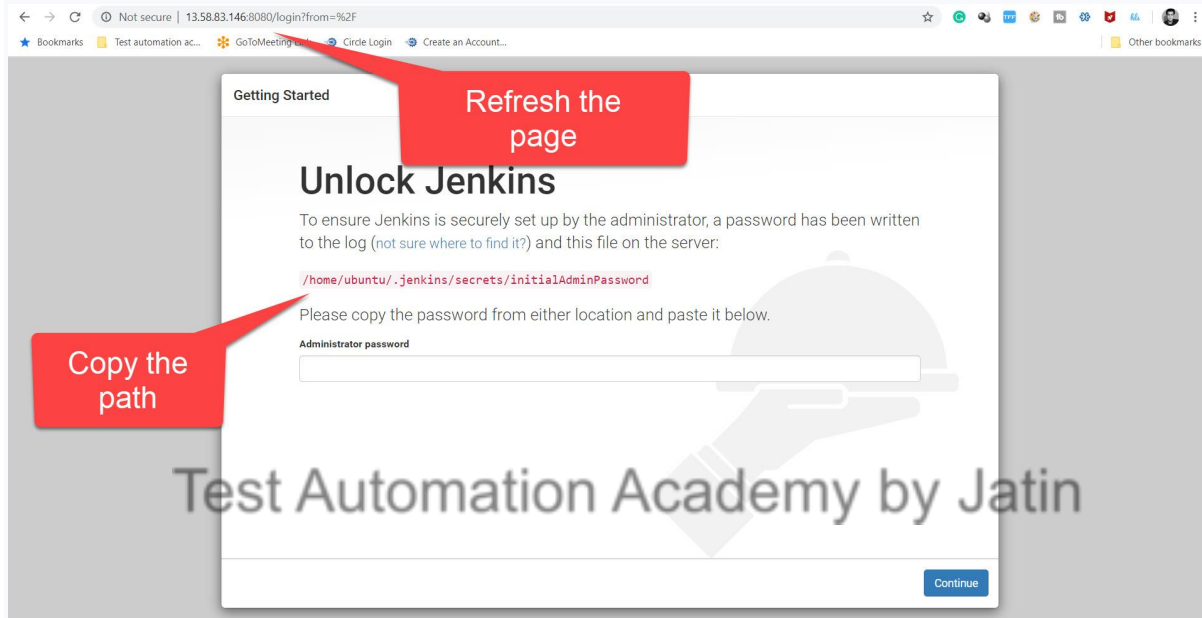 Not secure | 13.58.83.146:8080/login?from=%2F
Bookmarks Test automation ac... GoToMeeting Circle Login Create an Account... Other bookmarks
Getting Started
Refresh the
page
Unlock Jenkins
To ensure Jenkins is securely set up by the administrator, a password has been written
to the log (not sure where to find it?) and this file on the server:
/home/ubuntu/.jenkins/secrets/initialAdminPassword
Please copy the password from either location and paste it below.
Copy the
path
Administrator password
Test Automation Academy by Jatin
Continue